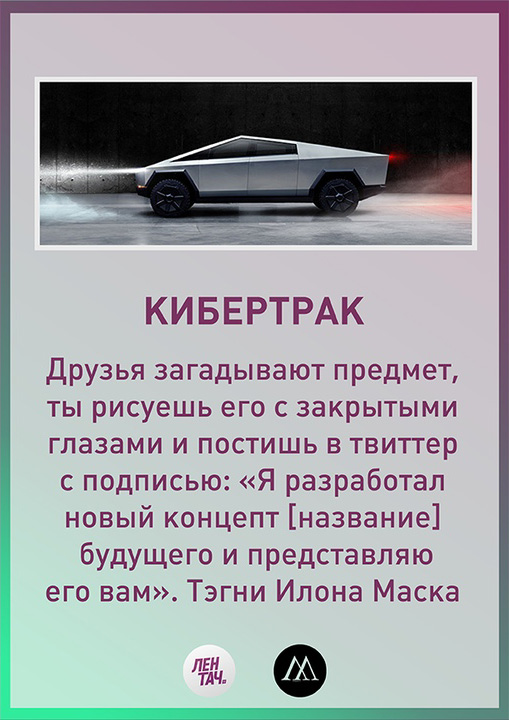 КИБЕРТРАК
Друзья загадывают предмет,
ты рисуешь его с закрытыми
глазами и постишь в твиттер
с подписью: «Я разработал
новый концепт [название]
будущего и представляю
его вам». Тэгни Илона Маска
ЛЕН
ТАЧ